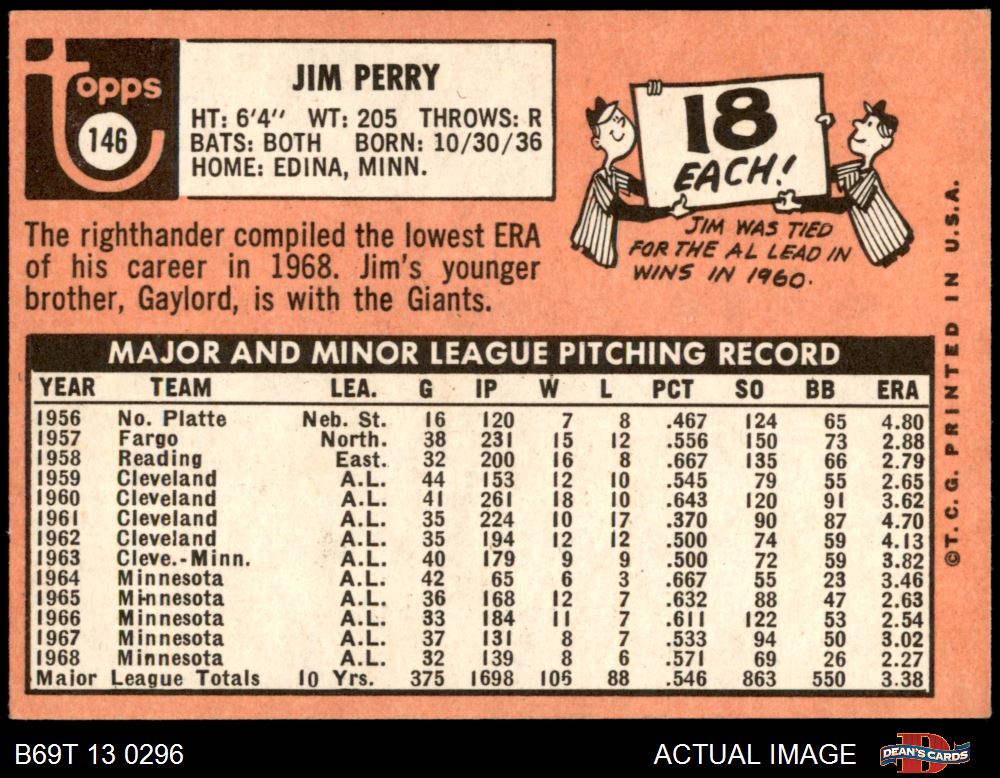 topps
146
JIM PERRY
HT: 6'4" WT: 205 THROWS: R
BATS: BOTH BORN: 10/30/36
HOME: EDINA, MINN.
The righthander compiled the lowest ERA
of his career in 1968. Jim's younger
brother, Gaylord, is with the Giants.
18
EACH!
JIM WAS TIED
FOR THE AL LEAD IN
WINS IN 1960.
MAJOR AND MINOR LEAGUE PITCHING RECORD
YEAR TEAM LEA. G IP W L PCT SO BB ERA
1956 No. Platte Neb. St. 16 120 7 8 .467 124 65 4.80
1957 Fargo North. 38 231 15 12 .556 150 73 2.88
1958 Reading East. 32 200 16 8 .667 135 66 2.79
1959 Cleveland A.L. 44 153 12 10 .545 79 55 2.65
1960 Cleveland A.L. 41 261 18 10 .643 120 91 3.62
1961 Cleveland A.L. 35 224 10 17 .370 90 87 4.70
1962 Cleveland A.L. 35 194 12 12 .500 74 59 4.13
1963 Cleve.-Minn. A.L. 40 179 9 9 .500 72 59 3.82
1964 Minnesota A.L. 42 65 6 3 .667 55 23 3.46
1965 Minnesota A.L. 36 168 12 7 .632 88 47 2.63
1966 Minnesota A.L. 33 184 11 7 .611 122 53 2.54
1967 Minnesota A.L. 37 131 8 7 .533 94 50 3.02
1968 Minnesota A.L. 32 139 8 6 .571 69 26 2.27
Major League Totals 10 Yrs. 375 1698 106 88 .546 863 550 3.38
©T.C.G. PRINTED IN U.S.A.
B69T 13 0296
ACTUAL IMAGE
DEAN'S CARDS